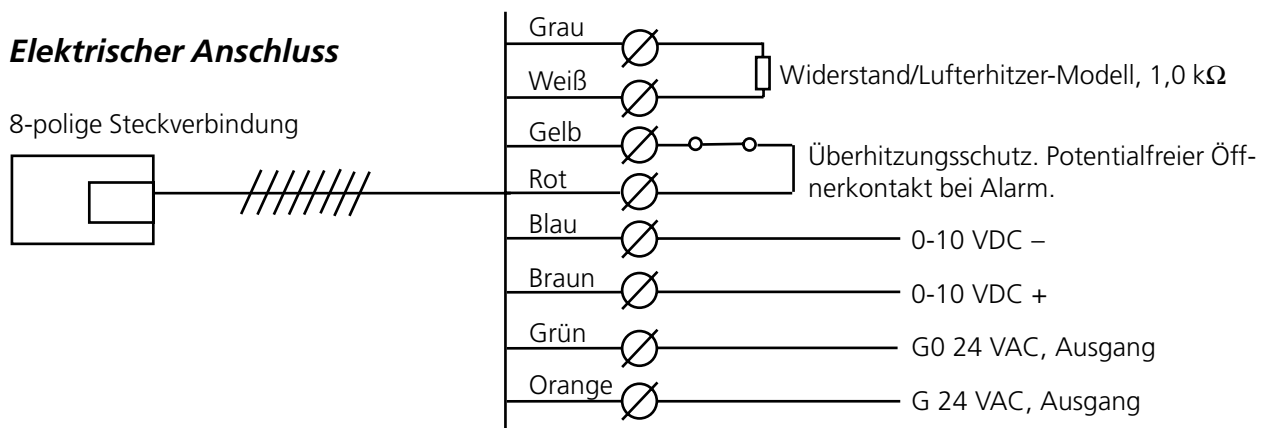 Elektrischer Anschluss
8-polige Steckverbindung
Grau
Weiß
Widerstand/Lufterhitzer-Modell, 1,0 kΩ
Gelb
Rot
Überhitzungsschutz. Potentialfreier Öff-
nerkontakt bei Alarm.
Blau
0-10 VDC –
Braun
0-10 VDC +
Grün
G0 24 VAC, Ausgang
Orange
G 24 VAC, Ausgang